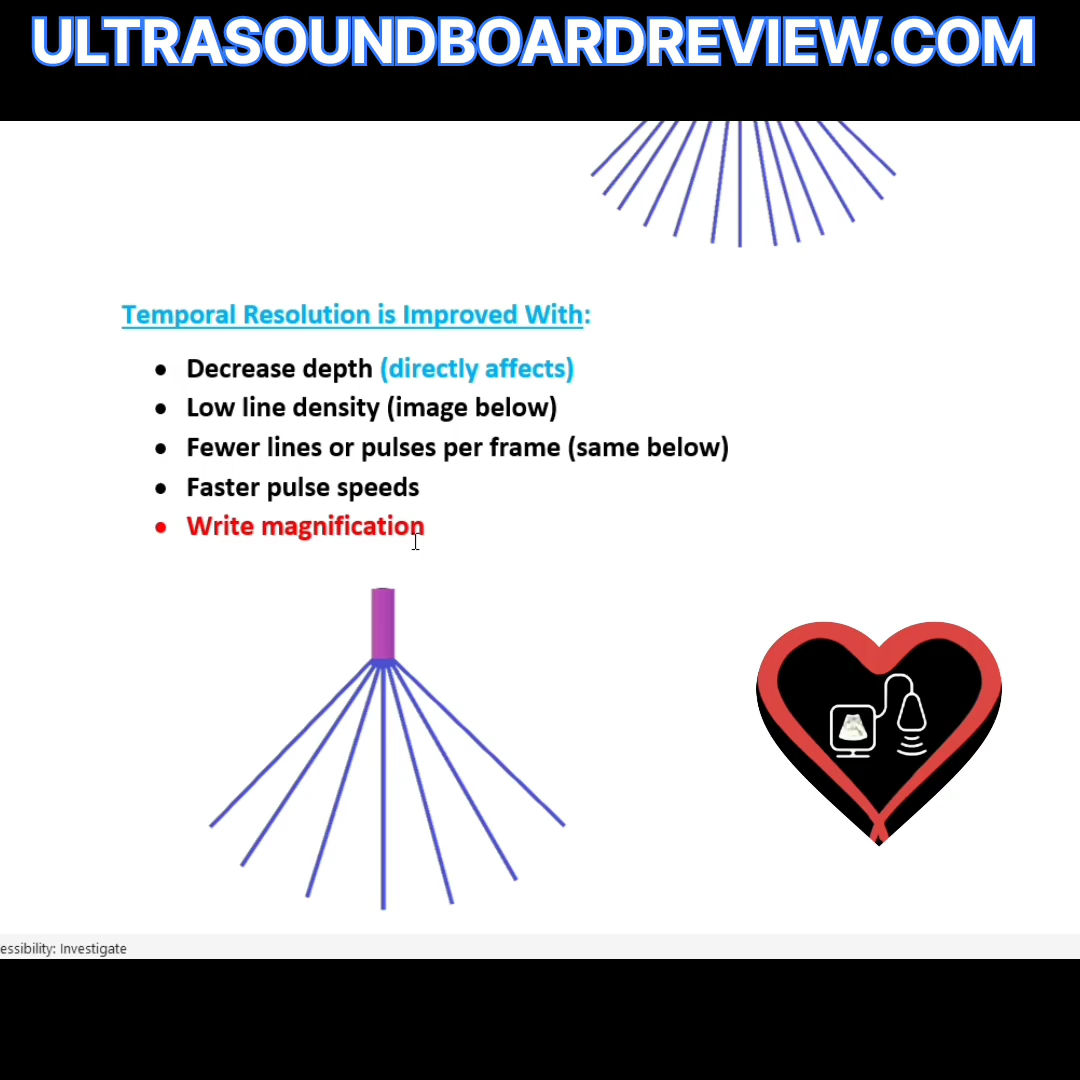 ULTRASOUNDBOARDREVIEW.COM
Temporal Resolution is Improved With:
• Decrease depth (directly affects)
• Low line density (image below)
• Fewer lines or pulses per frame (same below)
• Faster pulse speeds
• Write magnification
essibility: Investigate